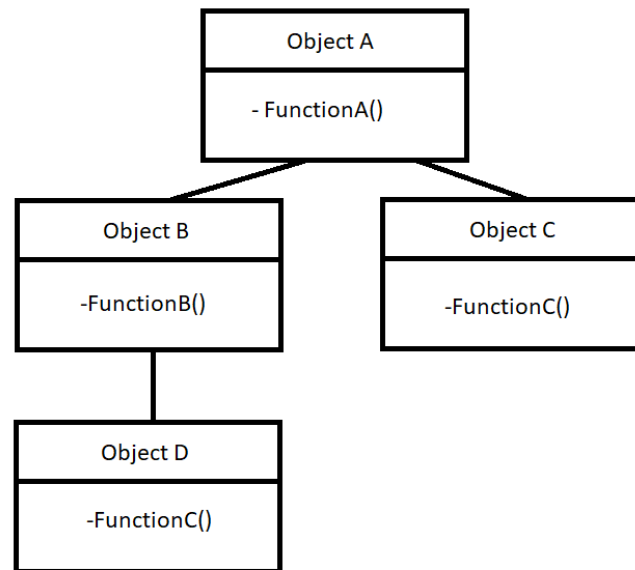 Object A
- FunctionA()
Object B
-FunctionB()
Object C
-FunctionC()
Object D
-FunctionC()